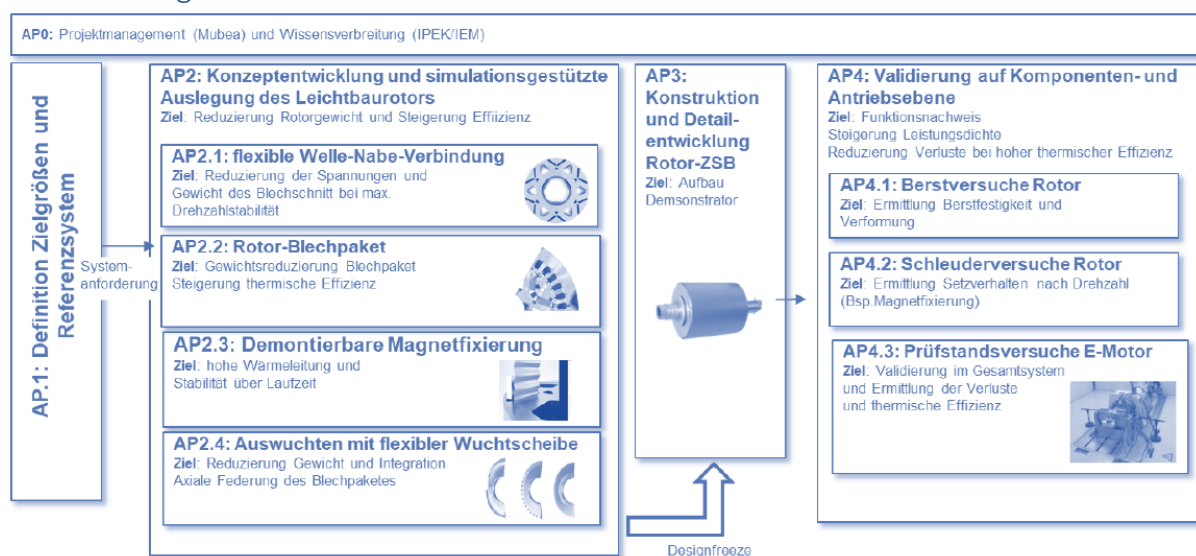 AP0: Projektmanagement (Mubea) und Wissensverbreitung (IPEK/IEM)
AP.1: Definition Zielgrößen und
Referenzsystem
System-
anforderung
AP2: Konzeptentwicklung und simulationsgestützte
Auslegung des Leichtbaurotors
Ziel: Reduzierung Rotorgewicht und Steigerung Effiizienz
AP2.1: flexible Welle-Nabe-Verbindung
Ziel: Reduzierung der Spannungen und
Gewicht des Blechschnitt bei max.
Drehzahlstabilität
AP2.2: Rotor-Blechpaket
Ziel: Gewichtsreduzierung Blechpaket
Steigerung thermische Effizienz
AP2.3: Demontierbare Magnetfixierung
Ziel: hohe Wärmeleitung und
Stabilität über Laufzeit
AP2.4: Auswuchten mit flexibler Wuchtscheibe
Ziel: Reduzierung Gewicht und Integration
Axiale Federung des Blechpaketes
Designfreeze
AP3:
Konstruktion
und Detail-
entwicklung
Rotor-ZSB
Ziel: Aufbau
Demsonstrator
AP4: Validierung auf Komponenten- und
Antriebsebene
Ziel: Funktionsnachweis
Steigerung Leistungsdichte
Reduzierung Verluste bei hoher thermischer Effizienz
AP4.1: Berstversuche Rotor
Ziel: Ermittlung Berstfestigkeit und
Verformung
AP4.2: Schleuderversuche Rotor
Ziel: Ermittlung Setzverhalten nach Drehzahl
(Bsp.Magnetfixierung)
AP4.3: Prüfstandsversuche E-Motor
Ziel: Validierung im Gesamtsystem
und Ermittlung der Verluste
und thermische Effizienz